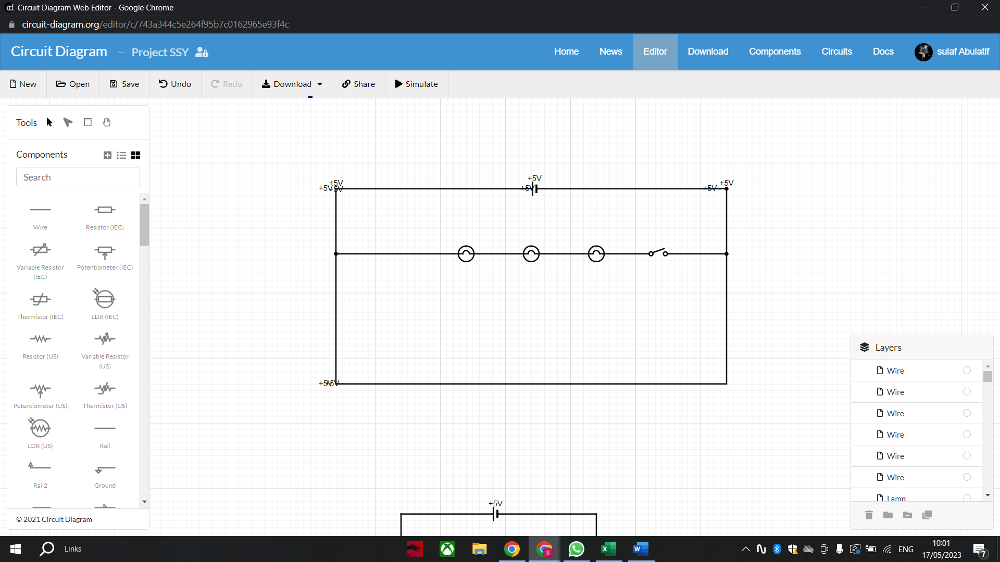 Circuit Diagram Web Editor - Google Chrome
circuit-diagram.org/editor/c/743a344c5e264f95b7c0162965e93f4c
Circuit Diagram – Project SSY
Home News Editor Download Components Circuits Docs sulaf Abulatif
New Open Save Undo Redo Download Share Simulate
Tools
Components
Search
Wire Resistor (IEC)
Variable Resistor (IEC) Potentiometer (IEC)
Thermistor (IEC) LDR (IEC)
Resistor (US) Variable Resistor (US)
Potentiometer (US) Thermistor (US)
LDR (US) Rail
Rail2 Ground
© 2021 Circuit Diagram
+5V
+5V +5V
+5V +5V +5V +5V
+5V +5V
+5V
Layers
Wire
Wire
Wire
Wire
Wire
Wire
Lamp
Links
ENG
10:01
17/05/2023
7